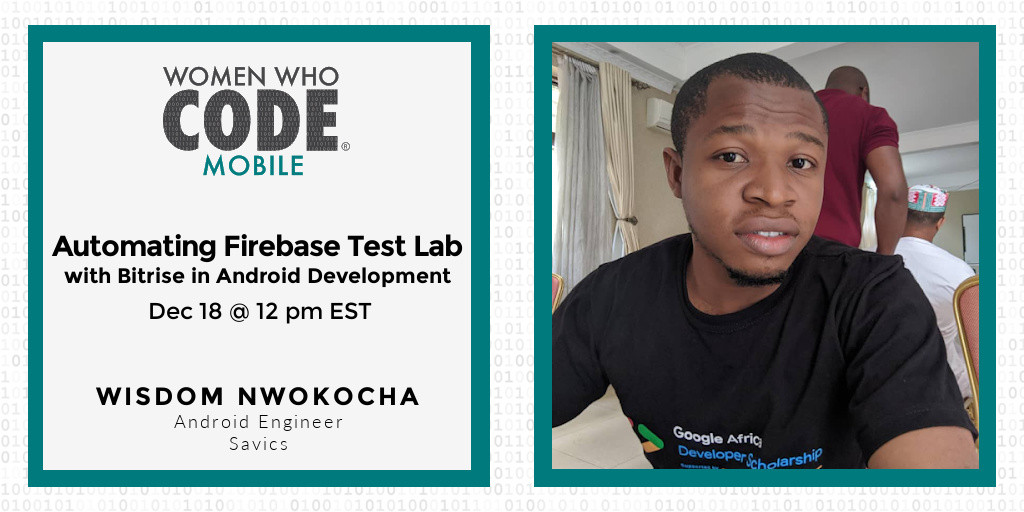 WOMEN WHO
CODE®
MOBILE
Automating Firebase Test Lab
with Bitrise in Android Development
Dec 18 @ 12 pm EST
WISDOM NWOKOCHA
Android Engineer
Savics
Google Africa
Developer Scholarship